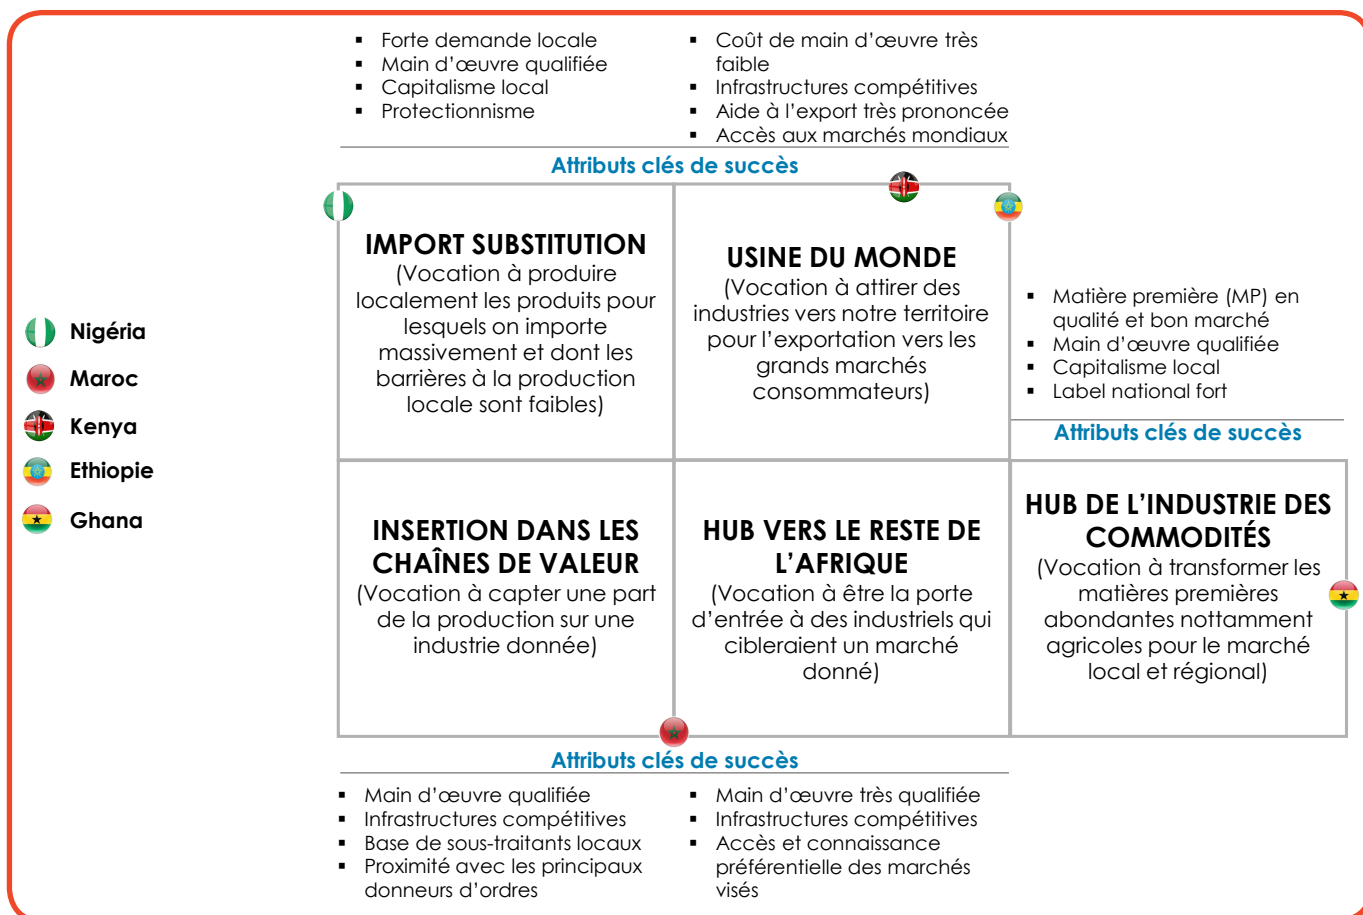 ▪ Forte demande locale
▪ Main d’œuvre qualifiée
▪ Capitalisme local
▪ Protectionnisme
▪ Coût de main d’œuvre très
faible
▪ Infrastructures compétitives
▪ Aide à l’export très prononcée
▪ Accès aux marchés mondiaux
Attributs clés de succès
Nigéria
Maroc
Kenya
Ethiopie
Ghana
IMPORT SUBSTITUTION
(Vocation à produire
localement les produits pour
lesquels on importe
massivement et dont les
barrières à la production
locale sont faibles)
USINE DU MONDE
(Vocation à attirer des
industries vers notre territoire
pour l’exportation vers les
grands marchés
consommateurs)
▪ Matière première (MP) en
qualité et bon marché
▪ Main d’œuvre qualifiée
▪ Capitalisme local
▪ Label national fort
Attributs clés de succès
INSERTION DANS LES
CHAÎNES DE VALEUR
(Vocation à capter une part
de la production sur une
industrie donnée)
HUB VERS LE RESTE DE
L’AFRIQUE
(Vocation à être la porte
d’entrée à des industriels qui
cibleraient un marché
donné)
HUB DE L’INDUSTRIE DES
COMMODITÉS
(Vocation à transformer les
matières premières
abondantes nottamment
agricoles pour le marché
local et régional)
Attributs clés de succès
▪ Main d’œuvre qualifiée
▪ Infrastructures compétitives
▪ Base de sous-traitants locaux
▪ Proximité avec les principaux
donneurs d’ordres
▪ Main d’œuvre très qualifiée
▪ Infrastructures compétitives
▪ Accès et connaissance
préférentielle des marchés
visés